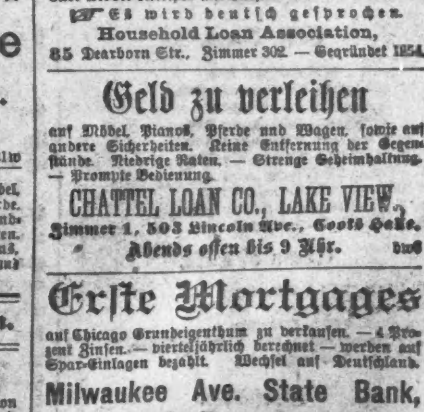 ☞ Es wird deutsch gesprochen.
Household Loan Association,
85 Dearborn Str., Zimmer 302. — Gegründet 1854.
Geld zu verleihen
auf Möbel, Pianos, Pferde und Wagen, sowie auf
andere Sicherheiten. Keine Entfernung der Gegen-
stände. Niedrige Raten. — Strenge Geheimhaltung.
— Prompte Bedienung.
CHATTEL LOAN CO., LAKE VIEW,
Zimmer 1, 503 Lincoln Ave., Halle.
Abends offen bis 9 Uhr.
Erste Mortgages
auf Chicago Grundeigenthum zu verkaufen. — 4 Pro-
zent Zinsen — vierteljährlich berechnet — werden auf
Spar-Einlagen bezahlt. Wechsel auf Deutschland.
Milwaukee Ave. State Bank,